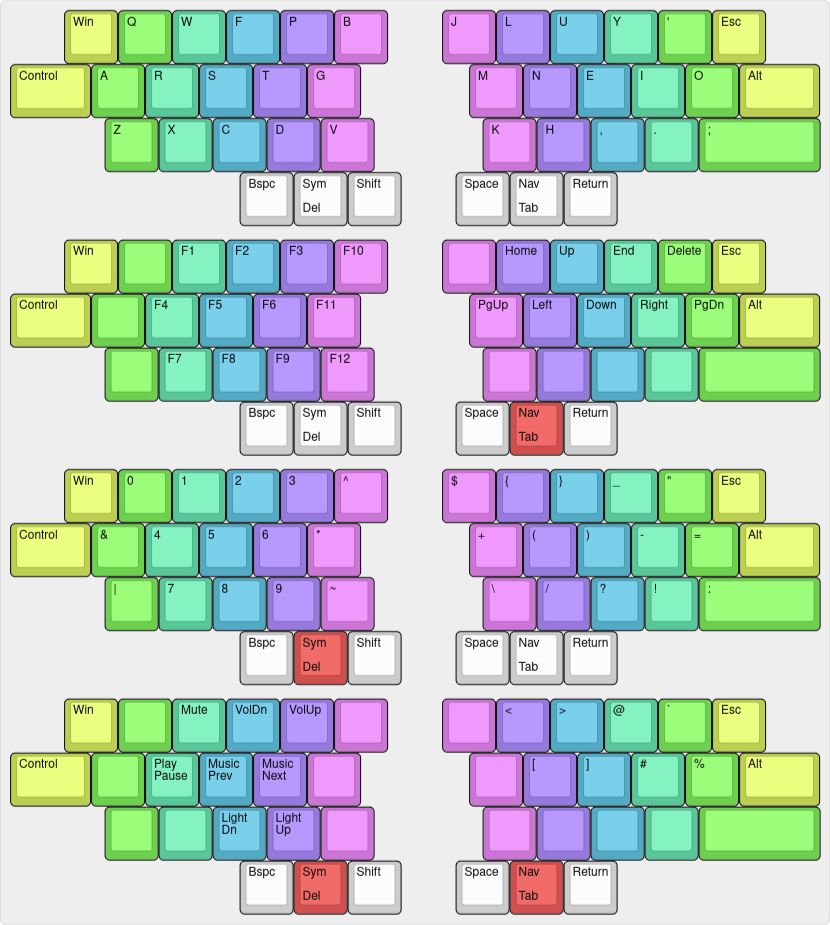 Win Q W F P B J L U Y ' Esc
Control A R S T G M N E I O Alt
Z X C D V K H , . ;
Bspc Sym Shift Space Nav Return
Del Tab
Win F1 F2 F3 F10 Home Up End Delete Esc
Control F4 F5 F6 F11 PgUp Left Down Right PgDn Alt
F7 F8 F9 F12
Bspc Sym Shift Space Nav Return
Del Tab
Win 0 1 2 3 ^ $ { } _ " Esc
Control & 4 5 6 * + ( ) - = Alt
| 7 8 9 ~ \ / ? ! :
Bspc Sym Shift Space Nav Return
Del Tab
Win Mute VolDn VolUp < > @ ` Esc
Control Play Music Music [ ] # % Alt
Pause Prev Next
Light Light
Dn Up
Bspc Sym Shift Space Nav Return
Del Tab